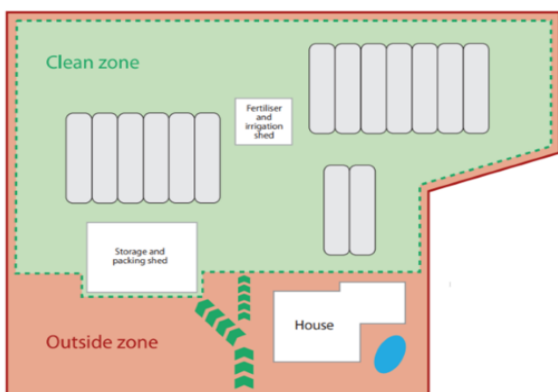 Clean zone
Fertiliser
and
irrigation
shed
Storage and
packing shed
House
Outside zone